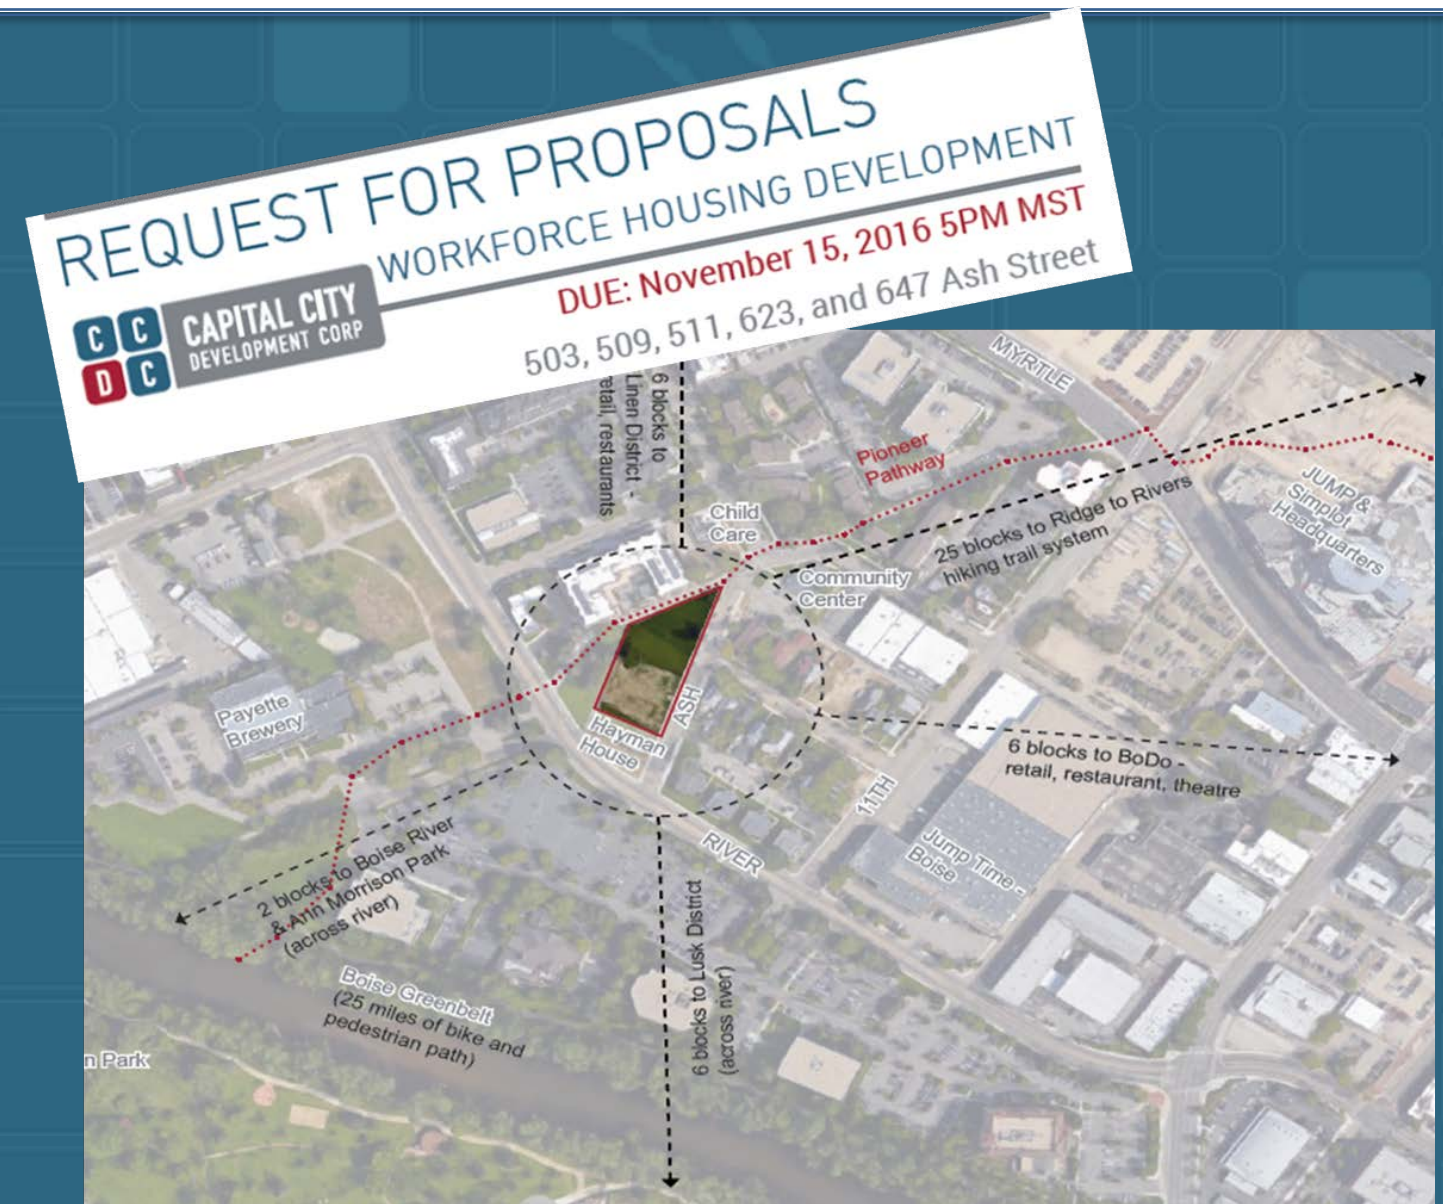 REQUEST FOR PROPOSALS
WORKFORCE HOUSING DEVELOPMENT
C C
D C
CAPITAL CITY
DEVELOPMENT CORP
DUE: November 15, 2016 5PM MST
503, 509, 511, 623, and 647 Ash Street
6 blocks to
Linen District -
etail, restaurants
MYRTLE
Pioneer
Pathway
Child
Care
25 blocks to Ridge to Rivers
hiking trail system
JUMP &
Simplot
Headquarters
Community
Center
Payette
Brewery
ASH
Hayman
House
6 blocks to BoDo -
retail, restaurant, theatre
11TH
RIVER
Jump Time -
Boise
2 blocks to Boise River
& Ann Morrison Park
(across river)
6 blocks to Lusk District
(across river)
Boise Greenbelt
(25 miles of bike and
pedestrian path)
n Park